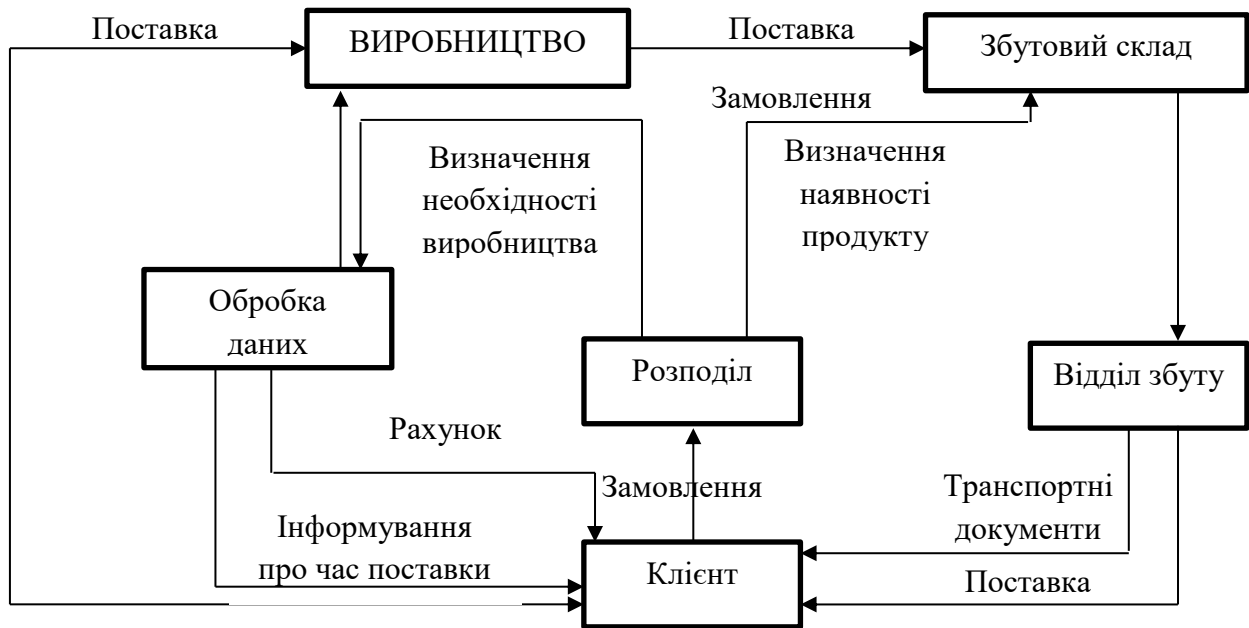 Поставка
ВИРОБНИЦТВО
Поставка
Збутовий склад
Замовлення
Визначення
необхідності
виробництва
Визначення
наявності
продукту
Обробка
даних
Розподіл
Відділ збуту
Рахунок
Замовлення
Транспортні
документи
Інформування
про час поставки
Клієнт
Поставка